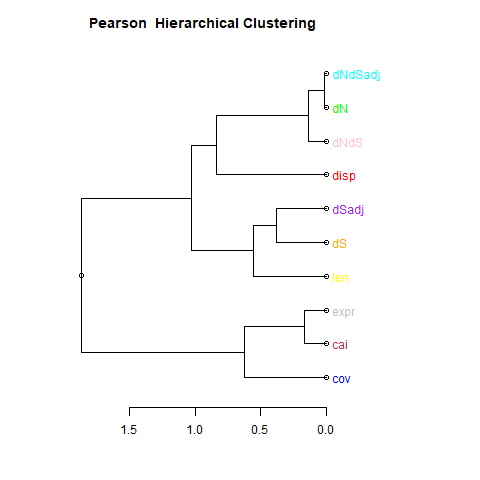 Pearson  Hierarchical Clustering
dNdSadj
dN
dNdS
disp
dSadj
dS
len
expr
cai
cov
1.5 1.0 0.5 0.0